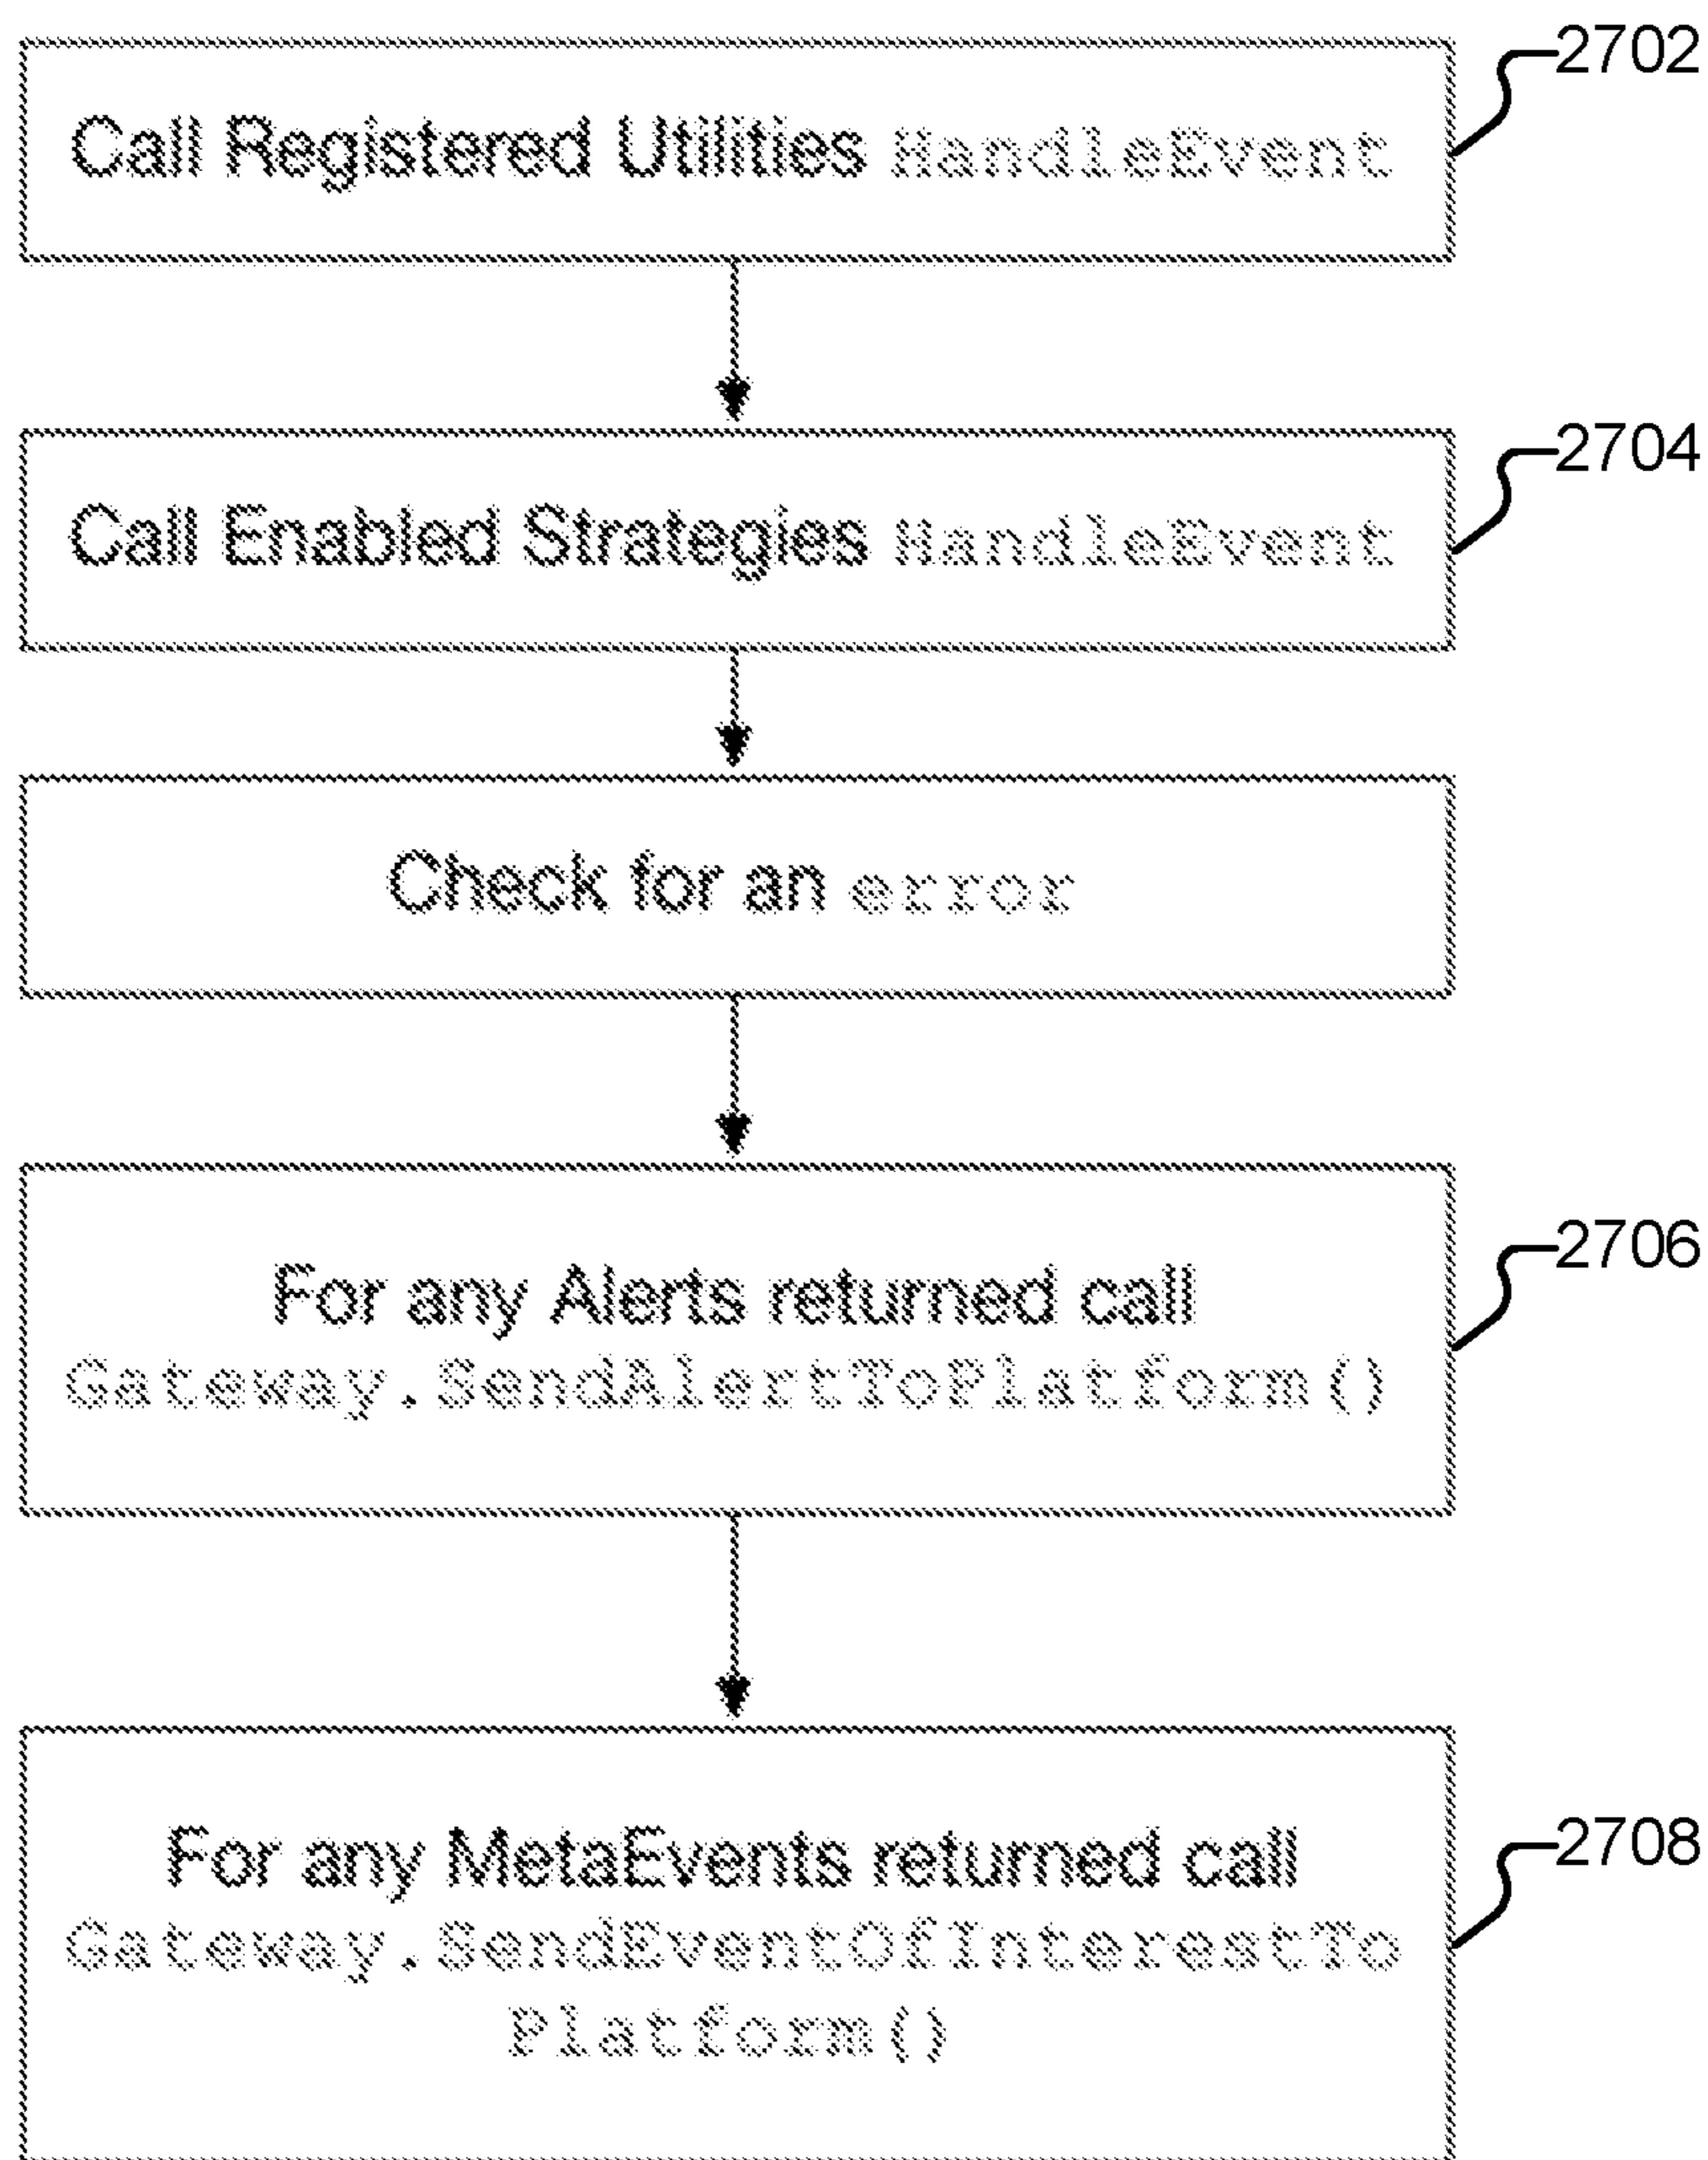 2702
Call Registered Utilities HandleEvent
2704
Call Enabled Strategies HandleEvent
Check for an error
2706
For any Alerts returned call
Gateway.SendAlertToPlatform()
2708
For any MetaEvents returned call
Gateway.SendEventOfInterestTo
Platform()